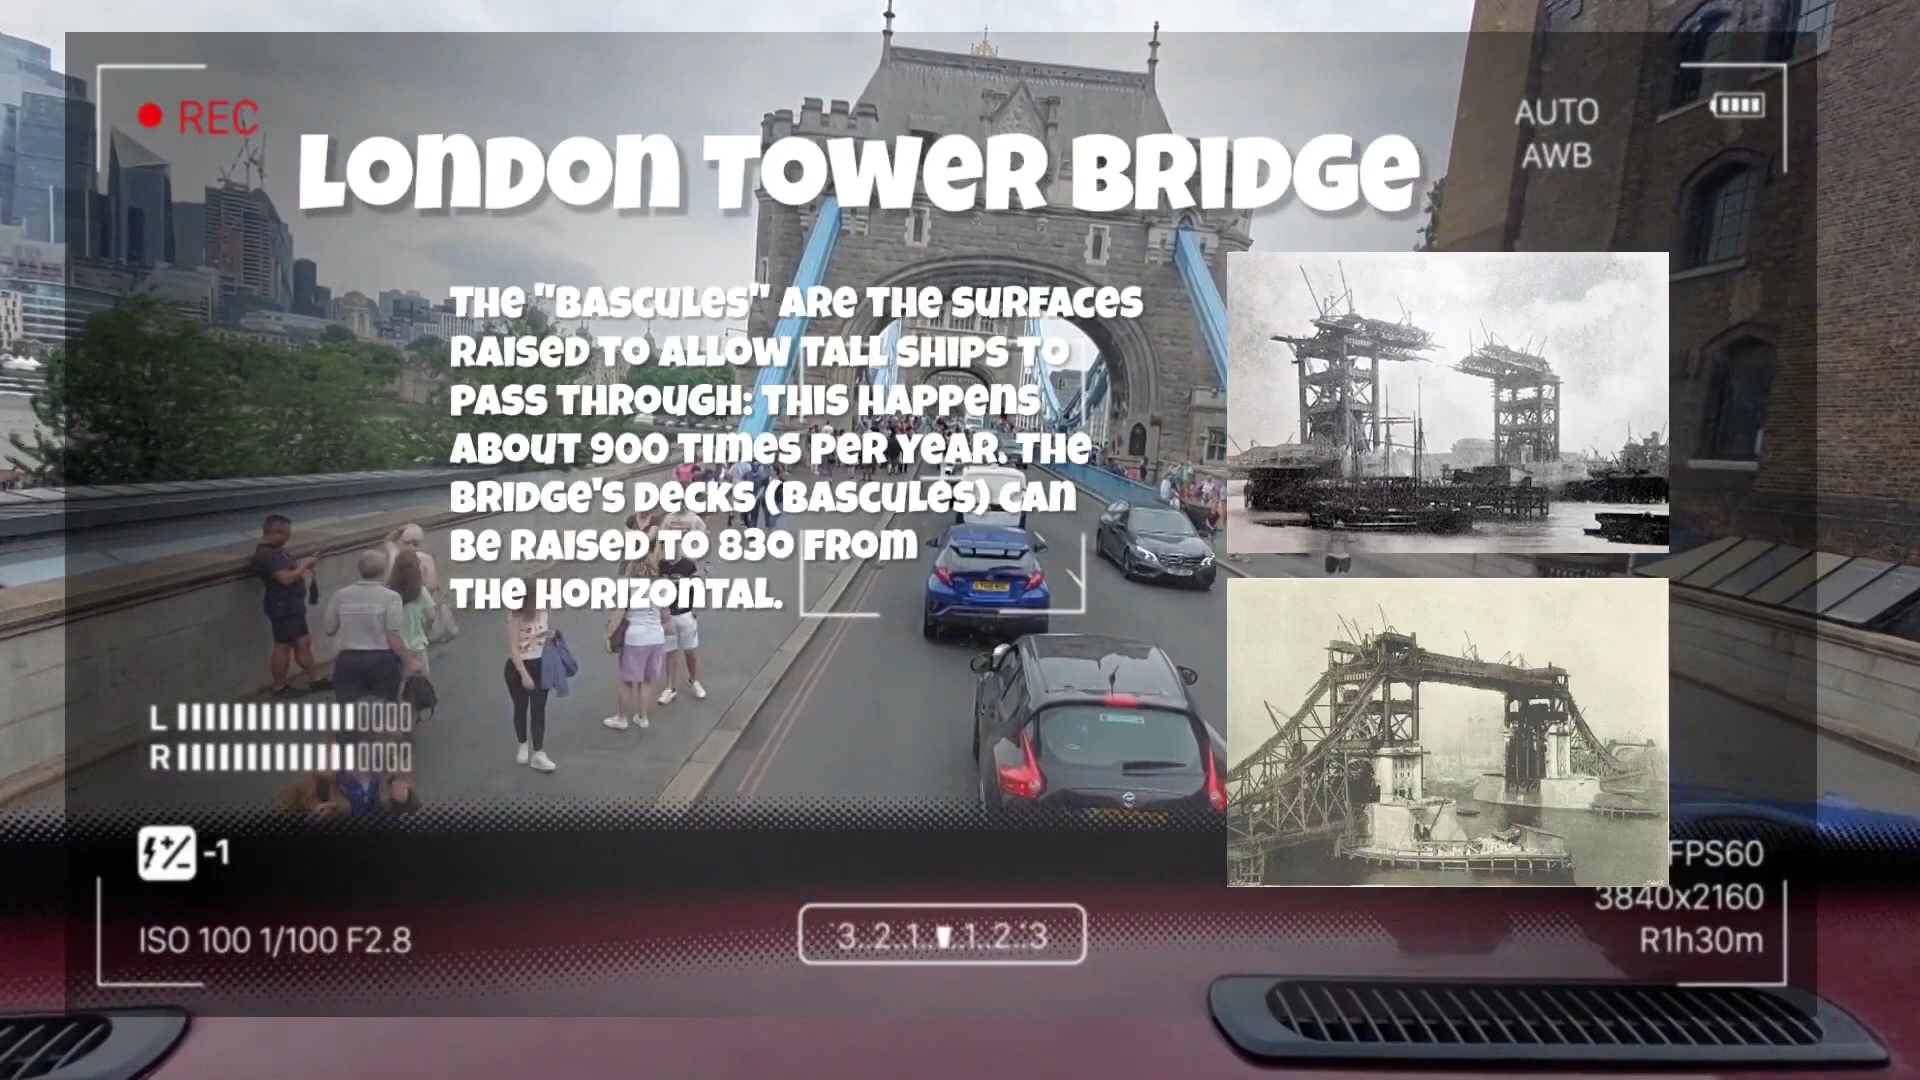 REC
AUTO
AWB
LONDON TOWER BRIDGE
THE "BASCULES" ARE THE SURFACES
RAISED TO ALLOW TALL SHIPS TO
PASS THROUGH: THIS HAPPENS
ABOUT 900 TIMES PER YEAR. THE
BRIDGE'S DECKS (BASCULES) CAN
BE RAISED TO 830 FROM
THE HORIZONTAL.
L
R
-1
FPS60
3840x2160
R1h30m
ISO 100 1/100 F2.8
3..2..1..1..2..3